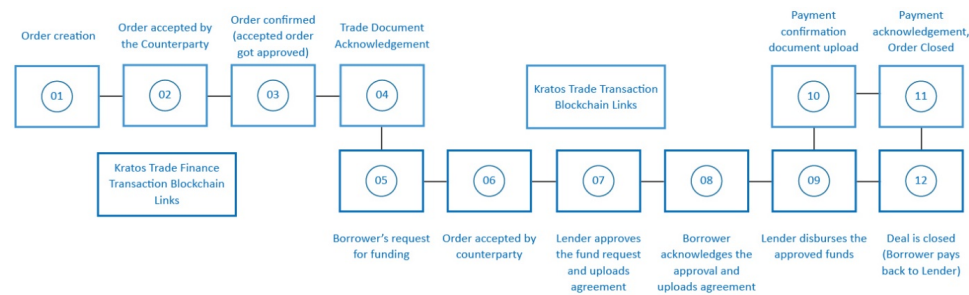 Order creation
Order accepted by
the Counterparty
Order confirmed
(accepted order
got approved)
Trade Document
Acknowledgement
Payment
confirmation
document upload
Payment
acknowledgement,
Order Closed
01
02
03
04
Kratos Trade Transaction
Blockchain Links
10
11
Kratos Trade Finance
Transaction Blockchain
Links
05
06
07
08
09
12
Borrower's request
for funding
Order accepted by
counterparty
Lender approves
the fund request
and uploads
agreement
Borrower
acknowledges the
approval and
uploads agreement
Lender disburses the
approved funds
Deal is closed
(Borrower pays
back to Lender)